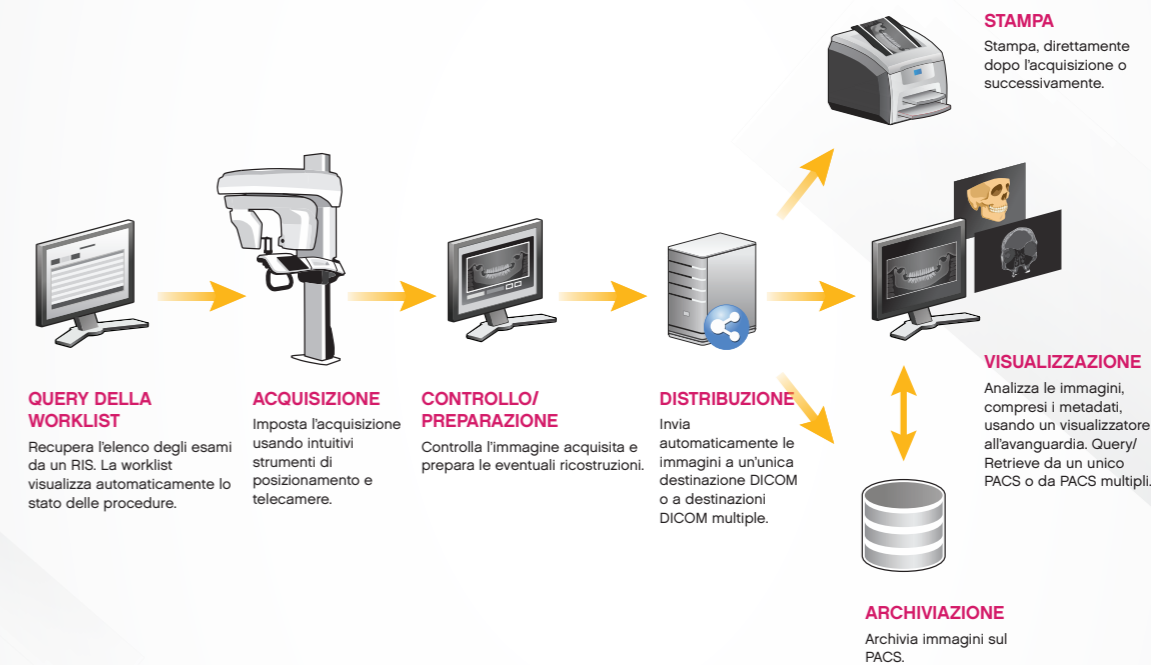 STAMPA
Stampa, direttamente
dopo l'acquisizione o
successivamente.
QUERY DELLA
WORKLIST
Recupera l'elenco degli esami
da un RIS. La worklist
visualizza automaticamente lo
stato delle procedure.
ACQUISIZIONE
Imposta l'acquisizione
usando intuitivi
strumenti di
posizionamento e
telecamere.
CONTROLLO/
PREPARAZIONE
Controlla l'immagine acquisita e
prepara le eventuali ricostruzioni.
DISTRIBUZIONE
Invia
automaticamente le
immagini a un'unica
destinazione DICOM
o a destinazioni
DICOM multiple.
VISUALIZZAZIONE
Analizza le immagini,
compresi i metadati,
usando un visualizzatore
all'avanguardia. Query/
Retrieve da un unico
PACS o da PACS multipli.
ARCHIVIAZIONE
Archivia immagini sul
PACS.